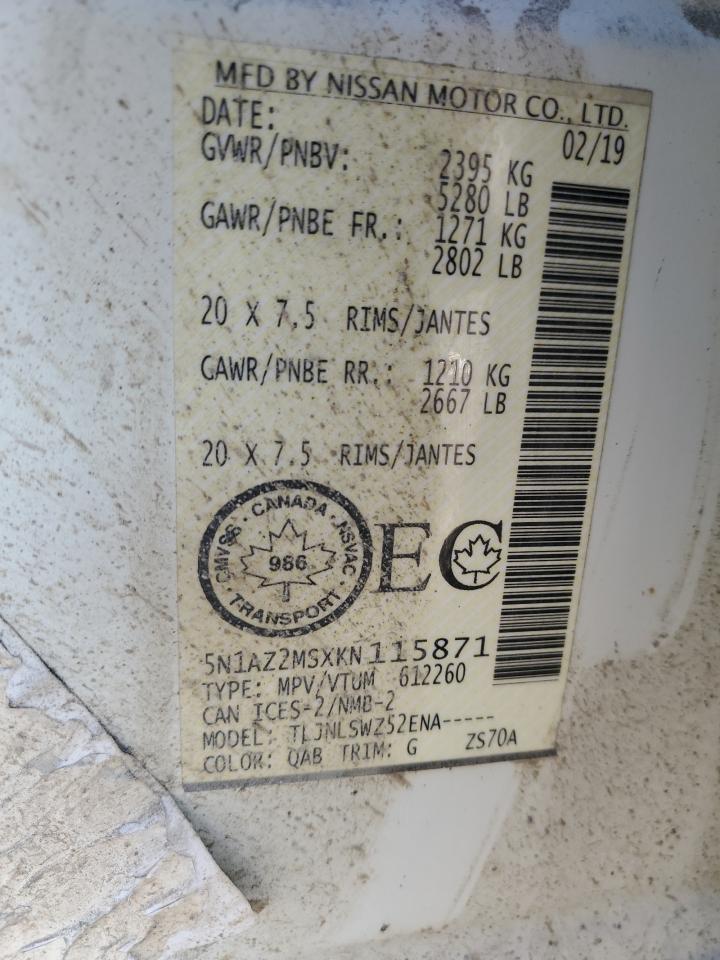 MFD BY NISSAN MOTOR CO., LTD.
DATE: 02/19
GVWR/PNBV: 2395 KG
5280 LB
GAWR/PNBE FR.: 1271 KG
2802 LB
20 X 7.5 RIMS/JANTES
GAWR/PNBE RR.: 1210 KG
2667 LB
20 X 7.5 RIMS/JANTES
CMVSS · CANADA · NSVAC
986
· TRANSPORT ·
EC
5N1AZ2MSXKN115871
TYPE: MPV/VTUM 612260
CAN ICES-2/NMB-2
MODEL: TLJNLSWZ52ENA-----
COLOR: QAB TRIM: G ZS70A